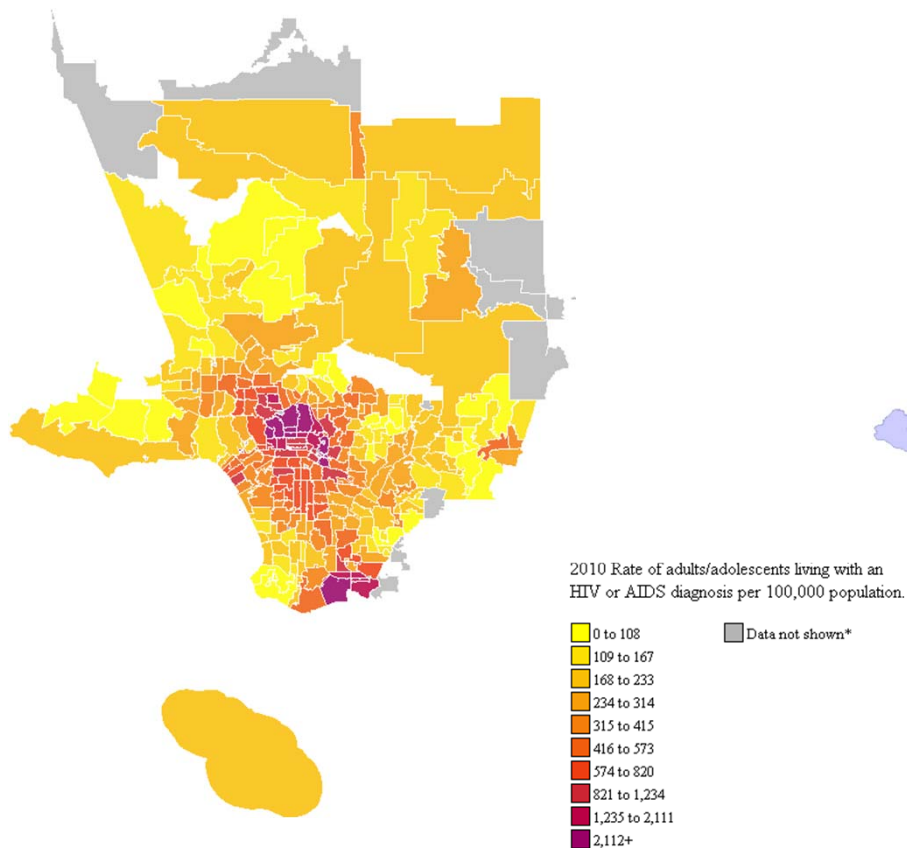 2010 Rate of adults/adolescents living with an
HIV or AIDS diagnosis per 100,000 population.
0 to 108
109 to 167
168 to 233
234 to 314
315 to 415
416 to 573
574 to 820
821 to 1,234
1,235 to 2,111
2,112+
Data not shown*